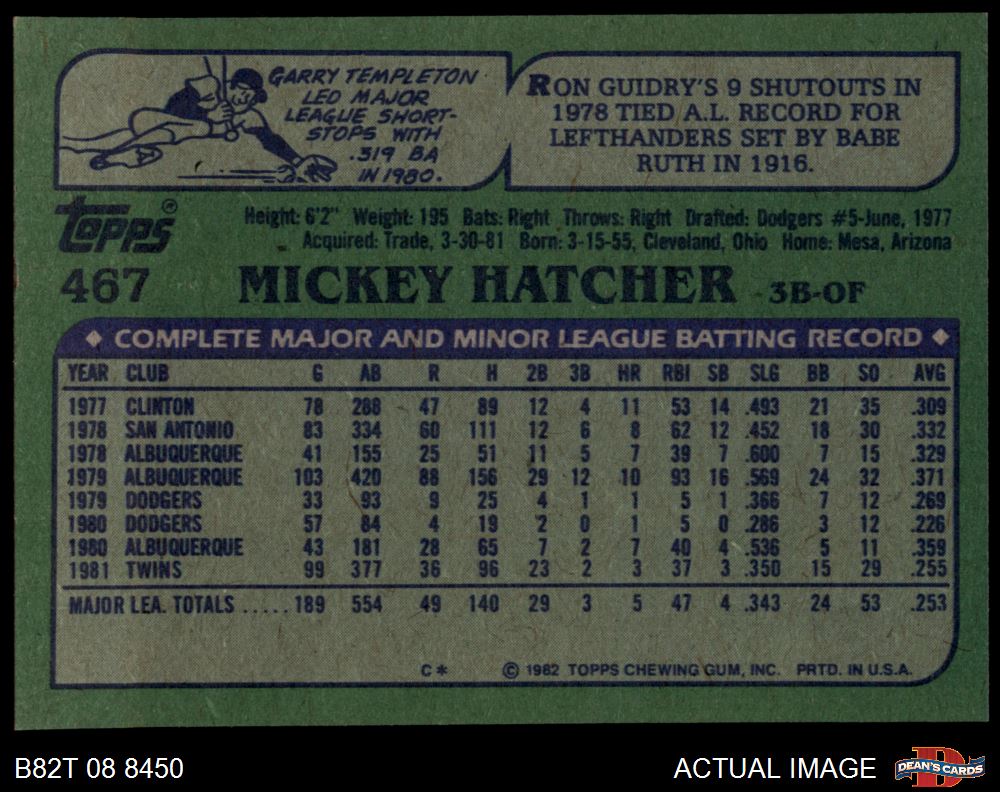 GARRY TEMPLETON
LED MAJOR
LEAGUE SHORT-
STOPS WITH
.319 BA
IN 1980.
RON GUIDRY'S 9 SHUTOUTS IN
1978 TIED A.L. RECORD FOR
LEFTHANDERS SET BY BABE
RUTH IN 1916.
TOPPS®
Height: 6'2" Weight: 195 Bats: Right Throws: Right Drafted: Dodgers #5-June, 1977
Acquired: Trade, 3-30-81 Born: 3-15-55, Cleveland, Ohio Home: Mesa, Arizona
467 MICKEY HATCHER 3B-OF
◆ COMPLETE MAJOR AND MINOR LEAGUE BATTING RECORD ◆
YEAR CLUB G AB R H 2B 3B HR RBI SB SLG BB SO AVG
1977 CLINTON 78 288 47 89 12 4 11 53 14 .493 21 35 .309
1978 SAN ANTONIO 83 334 60 111 12 6 8 62 12 .452 18 30 .332
1978 ALBUQUERQUE 41 155 25 51 11 5 7 39 7 .600 7 15 .329
1979 ALBUQUERQUE 103 420 88 156 29 12 10 93 16 .569 24 32 .371
1979 DODGERS 33 93 9 25 4 1 1 5 1 .366 7 12 .269
1980 DODGERS 57 84 4 19 2 0 1 5 0 .286 3 12 .226
1980 ALBUQUERQUE 43 181 28 65 7 2 7 40 4 .536 5 11 .359
1981 TWINS 99 377 36 96 23 2 3 37 3 .350 15 29 .255
MAJOR LEA. TOTALS ..... 189 554 49 140 29 3 5 47 4 .343 24 53 .253
C* © 1982 TOPPS CHEWING GUM, INC. PRTD. IN U.S.A.
B82T 08 8450
ACTUAL IMAGE
D
DEAN'S CARDS